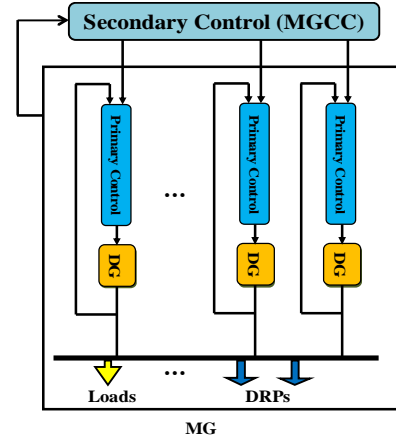 Secondary Control (MGCC)
Primary Control
Primary Control
Primary Control
...
DG
DG
DG
...
Loads
DRPs
MG